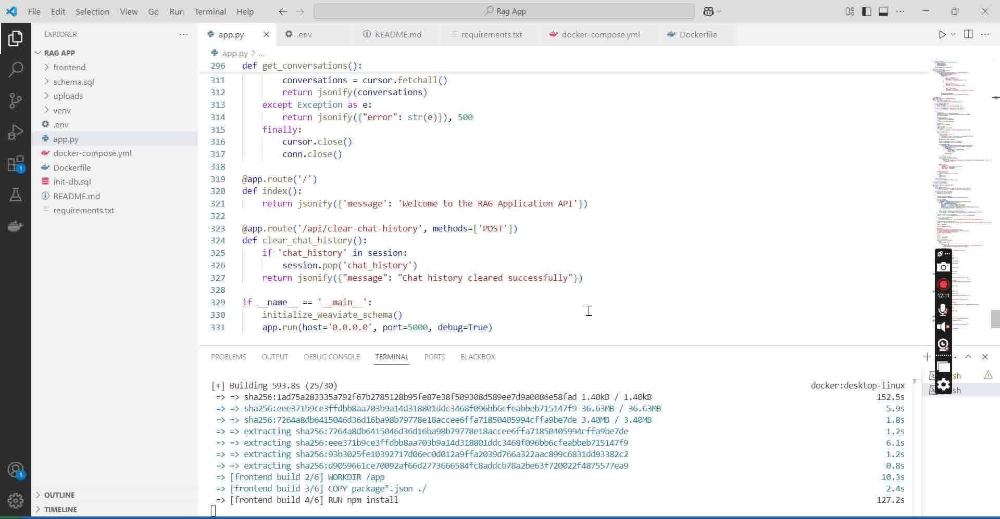 File Edit Selection View Go Run Terminal Help
Rag App
EXPLORER
RAG APP
frontend
schema.sql
uploads
venv
.env
app.py
docker-compose.yml
Dockerfile
init-db.sql
README.md
requirements.txt
OUTLINE
TIMELINE
1
1
app.py .env README.md requirements.txt docker-compose.yml Dockerfile
app.py > ...
296 def get_conversations():
311 conversations = cursor.fetchall()
312 return jsonify(conversations)
313 except Exception as e:
314 return jsonify({"error": str(e)}), 500
315 finally:
316 cursor.close()
317 conn.close()
318
319 @app.route('/')
320 def index():
321 return jsonify({'message': 'Welcome to the RAG Application API'})
322
323 @app.route('/api/clear-chat-history', methods=['POST'])
324 def clear_chat_history():
325 if 'chat_history' in session:
326 session.pop('chat_history')
327 return jsonify({"message": "Chat history cleared successfully"})
328
329 if __name__ == '__main__':
330 initialize_weaviate_schema()
331 app.run(host='0.0.0.0', port=5000, debug=True)
12:11
PROBLEMS OUTPUT DEBUG CONSOLE TERMINAL PORTS BLACKBOX
[+] Building 593.8s (25/30) docker:desktop-linux
=> => sha256:1ad75a283335a792f67b2785128b95fe87e38f509308d589ee7d9a0086e58fad 1.40kB / 1.40kB 152.5s
=> => sha256:eee371b9ce3ffdbb8aa703b9a14d318801ddc3468f096bb6cfeabbeb715147f9 36.63MB / 36.63MB 5.9s
=> => sha256:7264a8db6415046d36d16ba98b79778e18accee6ffa71850405994cffa9be7de 3.40MB / 3.40MB 1.8s
=> => extracting sha256:7264a8db6415046d36d16ba98b79778e18accee6ffa71850405994cffa9be7de 1.2s
=> => extracting sha256:eee371b9ce3ffdbb8aa703b9a14d318801ddc3468f096bb6cfeabbeb715147f9 6.1s
=> => extracting sha256:93b3025fe10392717d06ec0d012a9ffa2039d766a322aac899c6831dd93382c2 1.2s
=> => extracting sha256:d9059661ce70092af66d2773666584fc8addcb78a2be63f720022f4875577ea9 0.8s
=> [frontend build 2/6] WORKDIR /app 10.3s
=> [frontend build 3/6] COPY package*.json ./ 2.4s
=> [frontend build 4/6] RUN npm install 127.2s